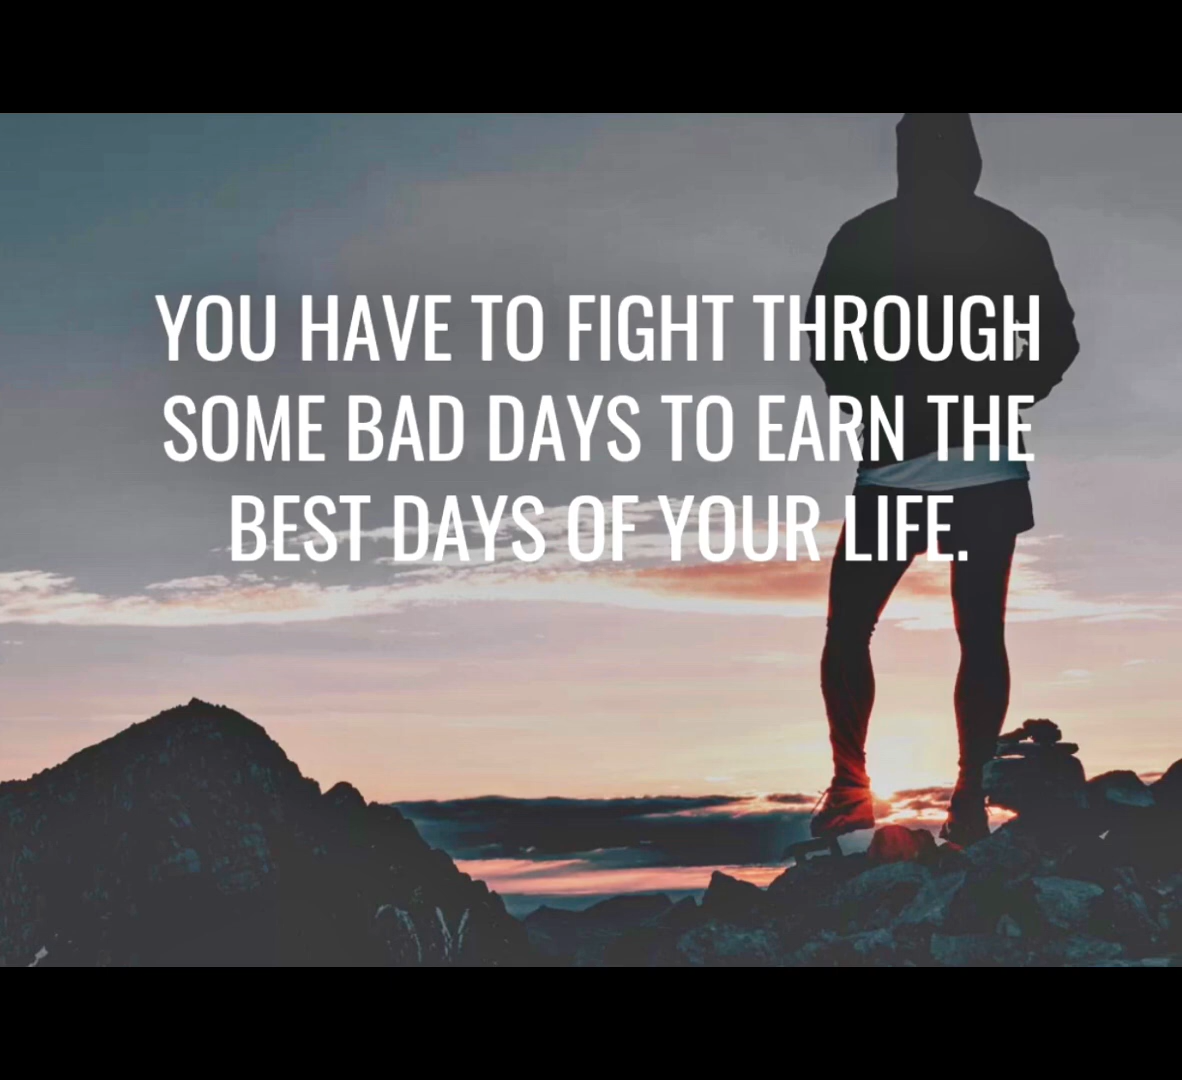 YOU HAVE TO FIGHT THROUGH
SOME BAD DAYS TO EARN THE
BEST DAYS OF YOUR LIFE.